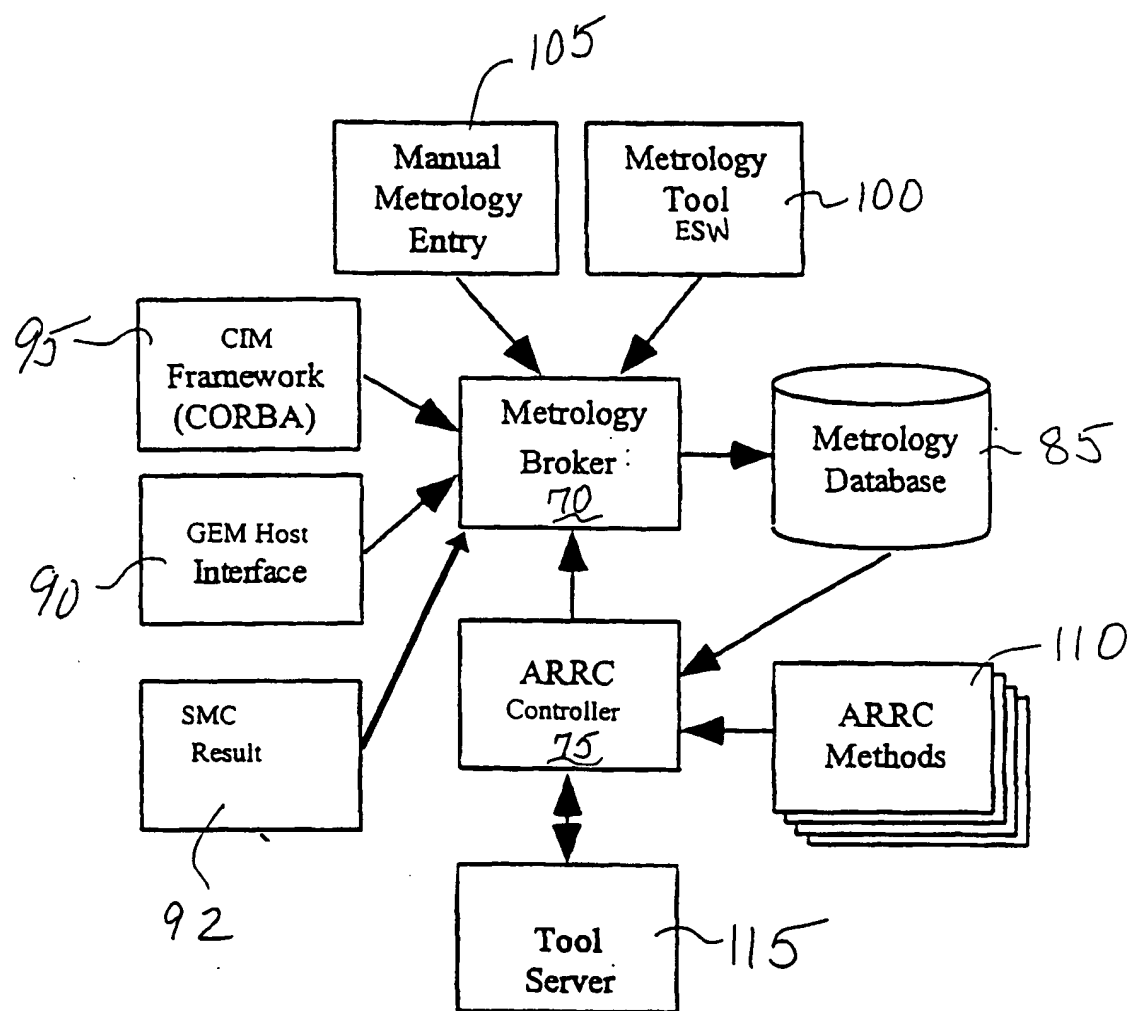 105
Manual
Metrology
Entry
Metrology
Tool
ESW
100
95
CIM
Framework
(CORBA)
Metrology
Broker :
70
Metrology
Database
85
90
GEM Host
Interface
SMC
Result
92
ARRC
Controller
75
110
ARRC
Methods
Tool
Server
115